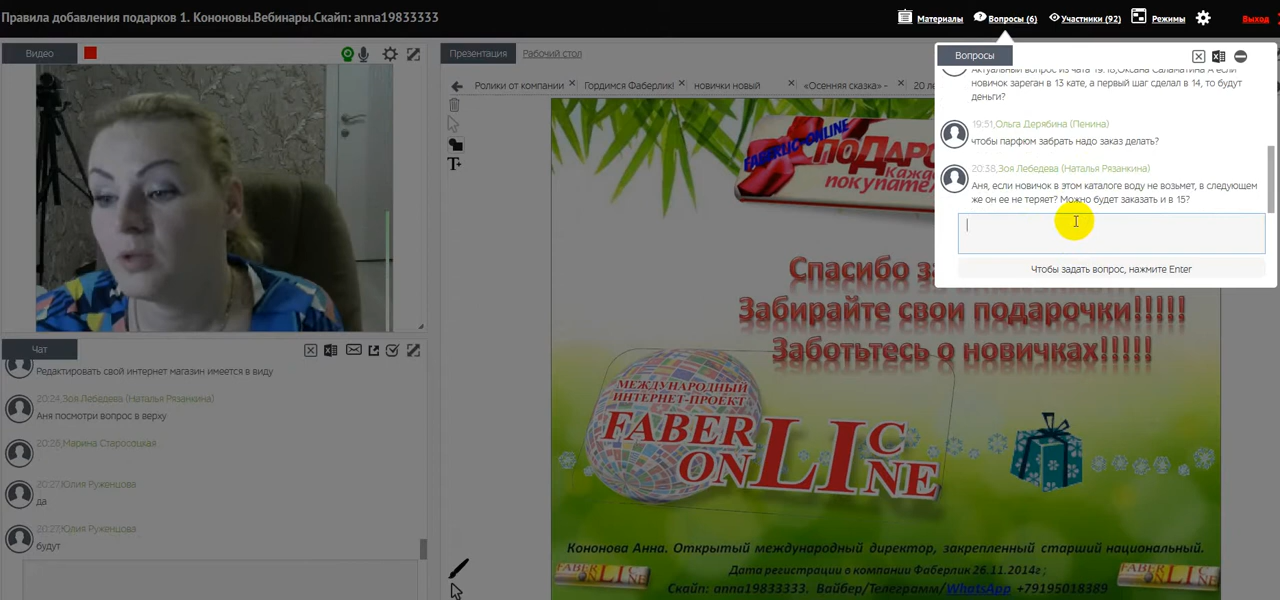 Правила добавления подарков 1. Кононовы.Вебинары.Скайп: anna19833333
Материалы
Вопросы (6)
Участники (92)
Режимы
Выход
Видео
Презентация
Рабочий стол
Ролики от компании
Гордимся Фаберлик!
новички новый
«Осенняя сказка» -
20 ле
FABERLIC-ONLINE
ПОДАРО
Кажд
покупате
Спасибо з
Забирайте свои подарочки!!!!!
Заботьтесь о новичках!!!!!
МЕЖДУНАРОДНЫЙ
ИНТЕРНЕТ-ПРОЕКТ
FABERLIC
ONLINE
Кононова Анна. Открытый международный директор, закрепленный старший национальный.
Дата регистрации в компании Фаберлик 26.11.2014г ;
Скайп: anna19833333. Вайбер/Телеграмм/WhatsApp +79195018389
Вопросы
Актуальный вопрос из чата 19:18,Оксана Саламатина А если
новичок зареган в 13 кате, а первый шаг сделал в 14, то будут
деньги?
19:51,Ольга Дерябина (Пенина)
чтобы парфюм забрать надо заказ делать?
20:38,Зоя Лебедева (Наталья Рязанкина)
Аня, если новичок в этом каталоге воду не возьмет, в следующем
же он ее не теряет? Можно будет заказать и в 15?
Чтобы задать вопрос, нажмите Enter
Чат
Редактировать свой интернет магазин имеется в виду
20:24,Зоя Лебедева (Наталья Рязанкина)
Аня посмотри вопрос в верху
20:26,Марина Старосоцкая
20:27,Юлия Руженцова
да
20:27,Юлия Руженцова
будут